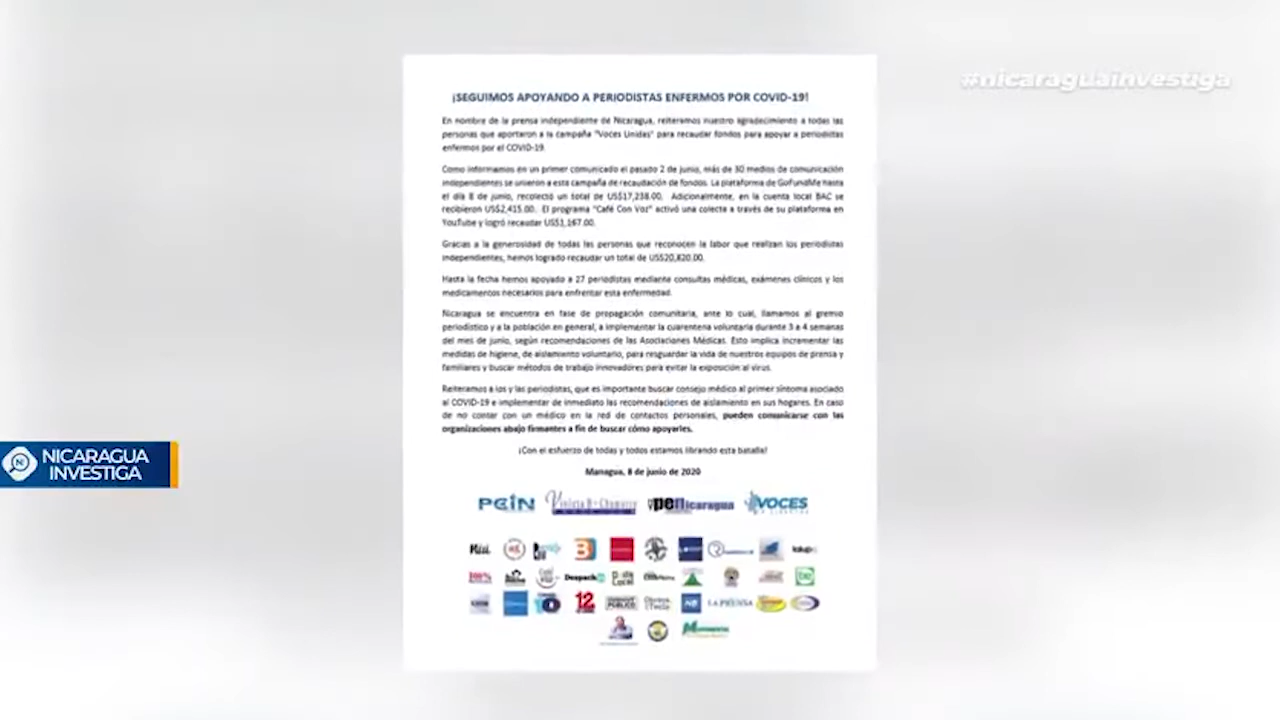 #nicaraguainvestiga
¡SEGUIMOS APOYANDO A PERIODISTAS ENFERMOS POR COVID-19!
En nombre de la prensa independiente de Nicaragua, reiteramos nuestro agradecimiento a todas las
personas que aportaron a la campaña "Voces Unidas" para recaudar fondos para apoyar a periodistas
enfermos por el COVID-19.
Como informamos en un primer comunicado el pasado 2 de junio, más de 30 medios de comunicación
independientes se unieron a esta campaña de recaudación de fondos. La plataforma de GoFundMe hasta
el día 8 de junio, recolectó un total de US$17,238.00. Adicionalmente, en la cuenta local BAC se
recibieron US$2,415.00. El programa "Café Con Voz" activó una colecta a través de su plataforma en
YouTube y logró recaudar US$1,167.00.
Gracias a la generosidad de todas las personas que reconocen la labor que realizan los periodistas
independientes, hemos logrado recaudar un total de US$20,820.00.
Hasta la fecha hemos apoyado a 27 periodistas mediante consultas médicas, exámenes clínicos y los
medicamentos necesarios para enfrentar esta enfermedad.
Nicaragua se encuentra en fase de propagación comunitaria, ante lo cual, llamamos al gremio
periodístico y a la población en general, a implementar la cuarentena voluntaria durante 3 a 4 semanas
del mes de junio, según recomendaciones de las Asociaciones Médicas. Esto implica incrementar las
medidas de higiene, de aislamiento voluntario, para resguardar la vida de nuestros equipos de prensa y
familiares y buscar métodos de trabajo innovadores para evitar la exposición al virus.
Reiteramos a los y las periodistas, que es importante buscar consejo médico al primer síntoma asociado
al COVID-19 e implementar de inmediato las recomendaciones de aislamiento en sus hogares. En caso
de no contar con un médico en la red de contactos personales, pueden comunicarse con las
organizaciones abajo firmantes a fin de buscar cómo apoyarles.
¡Con el esfuerzo de todas y todos estamos librando esta batalla!
Managua, 8 de junio de 2020
NICARAGUA
INVESTIGA
PCIN Violeta B. Chamorro penNicaragua VOCES
100% Despacho
10 12 LA PRENSA